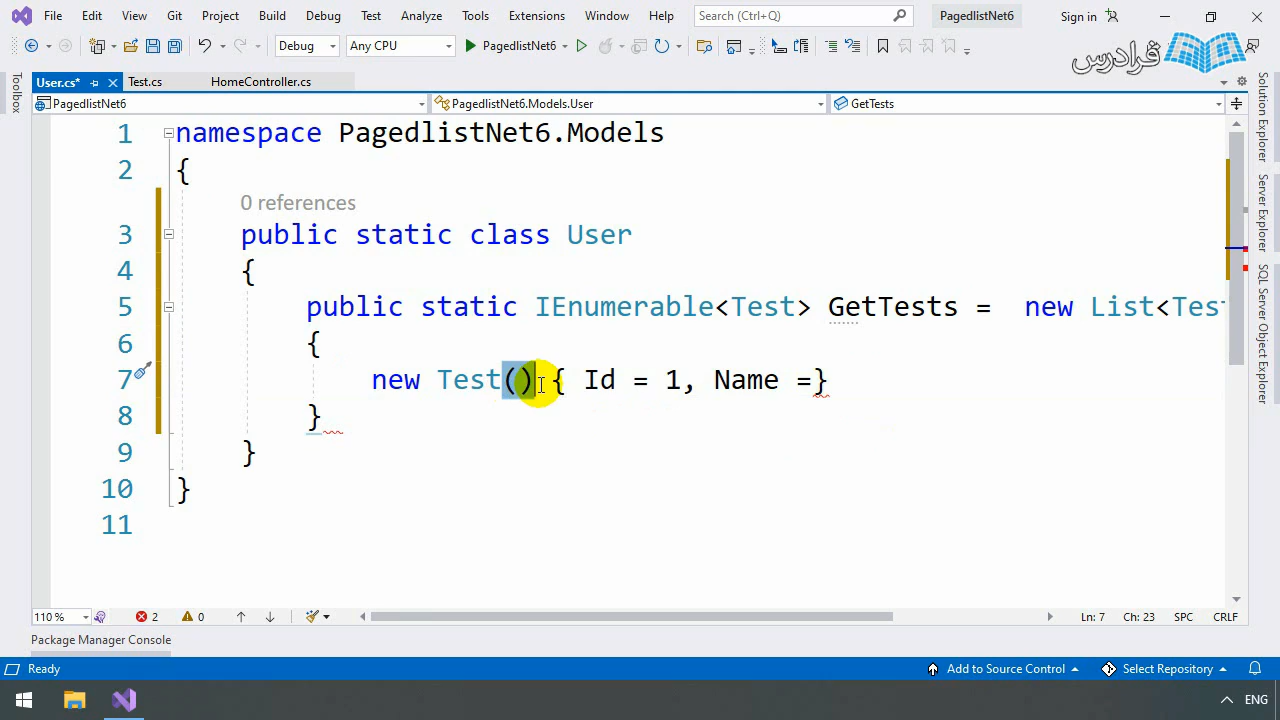 File Edit View Git Project Build Debug Test Analyze Tools Extensions Window Help Search (Ctrl+Q) PagedlistNet6 Sign in
Debug Any CPU PagedlistNet6
فرادرس
User.cs* Test.cs HomeController.cs
PagedlistNet6 PagedlistNet6.Models.User GetTests
Toolbox
Solution Explorer
Server Explorer
SQL Server Object Explorer
1 namespace PagedlistNet6.Models
2 {
0 references
3 public static class User
4 {
5 public static IEnumerable<Test> GetTests = new List<Tes
6 {
7 new Test() { Id = 1, Name =}
8 }
9 }
10 }
11
110 % 2 0 Ln: 7 Ch: 23 SPC CRLF
Package Manager Console
Ready Add to Source Control Select Repository
ENG